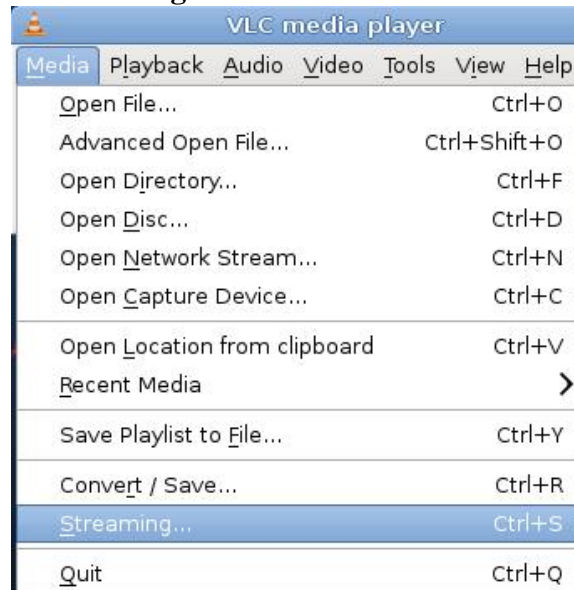 VLC media player
Media Playback Audio Video Tools View Help
Open File... Ctrl+O
Advanced Open File... Ctrl+Shift+O
Open Directory... Ctrl+F
Open Disc... Ctrl+D
Open Network Stream... Ctrl+N
Open Capture Device... Ctrl+C
Open Location from clipboard Ctrl+V
Recent Media
Save Playlist to File... Ctrl+Y
Convert / Save... Ctrl+R
Streaming... Ctrl+S
Quit Ctrl+Q